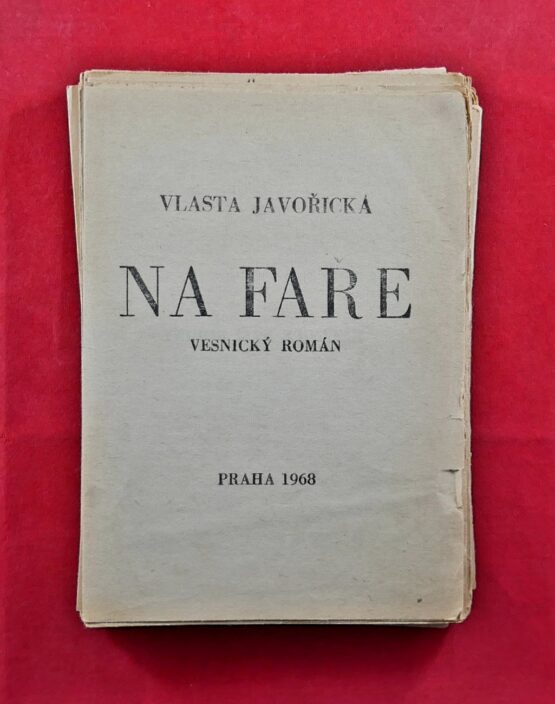 VLASTA JAVOŘICKÁ
NA FAŘE
VESNICKÝ ROMÁN
PRAHA 1968